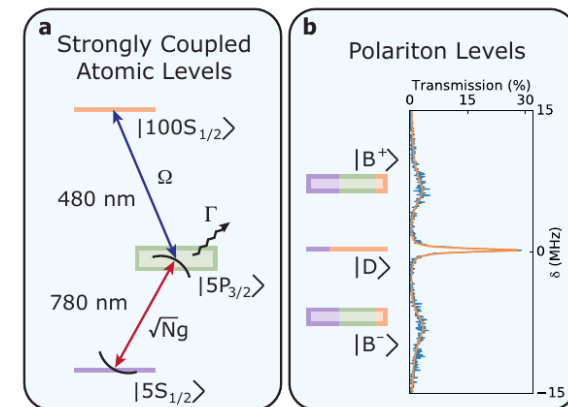 a
Strongly Coupled
Atomic Levels
|100S1/2⟩
Ω
480 nm
Γ
|5P3/2⟩
780 nm
√Ng
|5S1/2⟩
b
Polariton Levels
Transmission (%)
0 15 30
15
|B+⟩
0
|D⟩
δ (MHz)
|B-⟩
−15